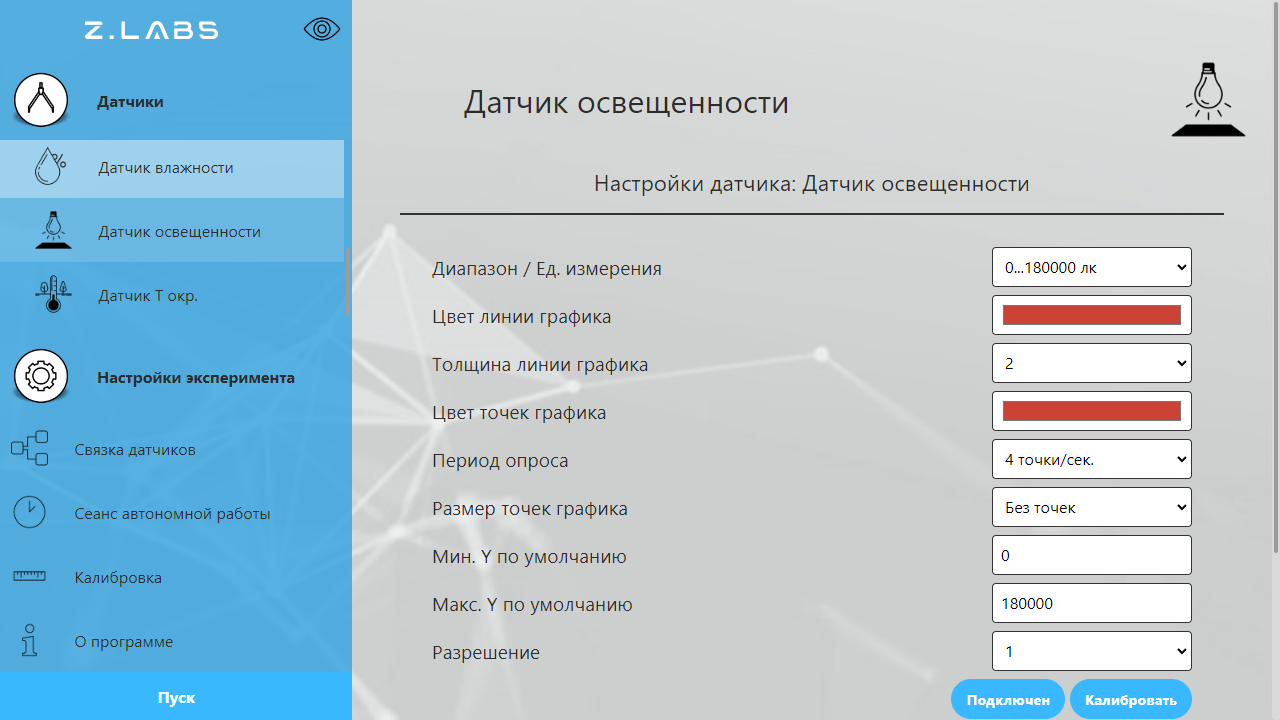 Z.LABS
Датчики
Датчик влажности
Датчик освещенности
Датчик Т окр.
Настройки эксперимента
Связка датчиков
Сеанс автономной работы
Калибровка
О программе
Пуск
Датчик освещенности
Настройки датчика: Датчик освещенности
Диапазон / Ед. измерения 0...180000 лк
Цвет линии графика
Толщина линии графика 2
Цвет точек графика
Период опроса 4 точки/сек.
Размер точек графика Без точек
Мин. Y по умолчанию 0
Макс. Y по умолчанию 180000
Разрешение 1
Подключен Калибровать